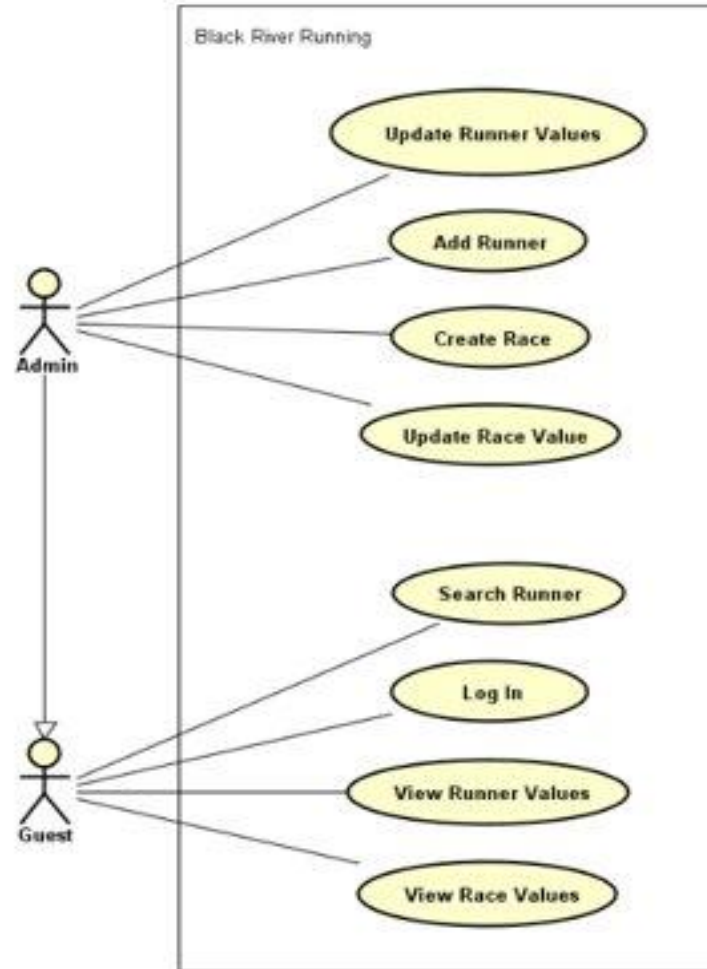 Black River Running
Update Runner Values
Add Runner
Create Race
Admin
Update Race Value
Search Runner
Log In
View Runner Values
Guest
View Race Values